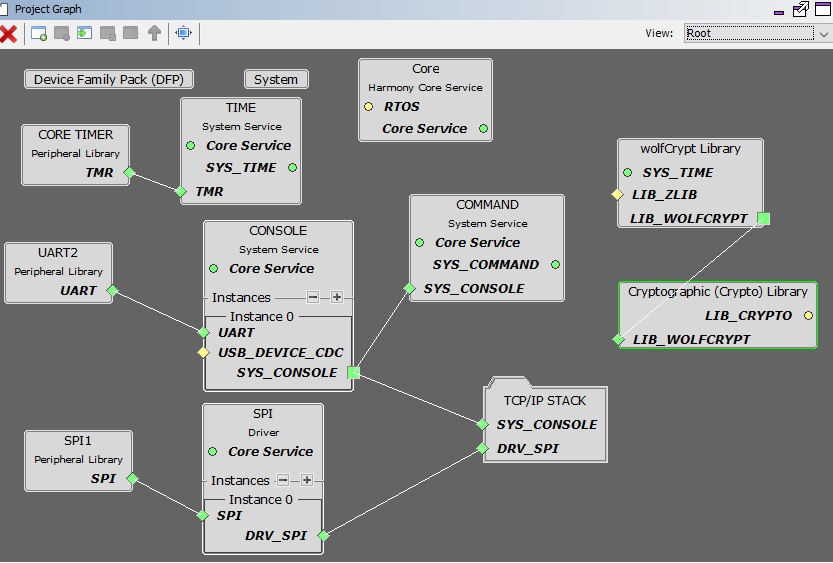 Project Graph
View:
Root
Device Family Pack (DFP)
System
Core
Harmony Core Service
RTOS
Core Service
TIME
System Service
Core Service
SYS_TIME
TMR
CORE TIMER
Peripheral Library
TMR
wolfCrypt Library
SYS_TIME
LIB_ZLIB
LIB_WOLFCRYPT
COMMAND
System Service
Core Service
SYS_COMMAND
SYS_CONSOLE
CONSOLE
System Service
Core Service
Instances
Instance 0
UART
USB_DEVICE_CDC
SYS_CONSOLE
UART2
Peripheral Library
UART
Cryptographic (Crypto) Library
LIB_CRYPTO
LIB_WOLFCRYPT
TCP/IP STACK
SYS_CONSOLE
DRV_SPI
SPI
Driver
Core Service
Instances
Instance 0
SPI
DRV_SPI
SPI1
Peripheral Library
SPI